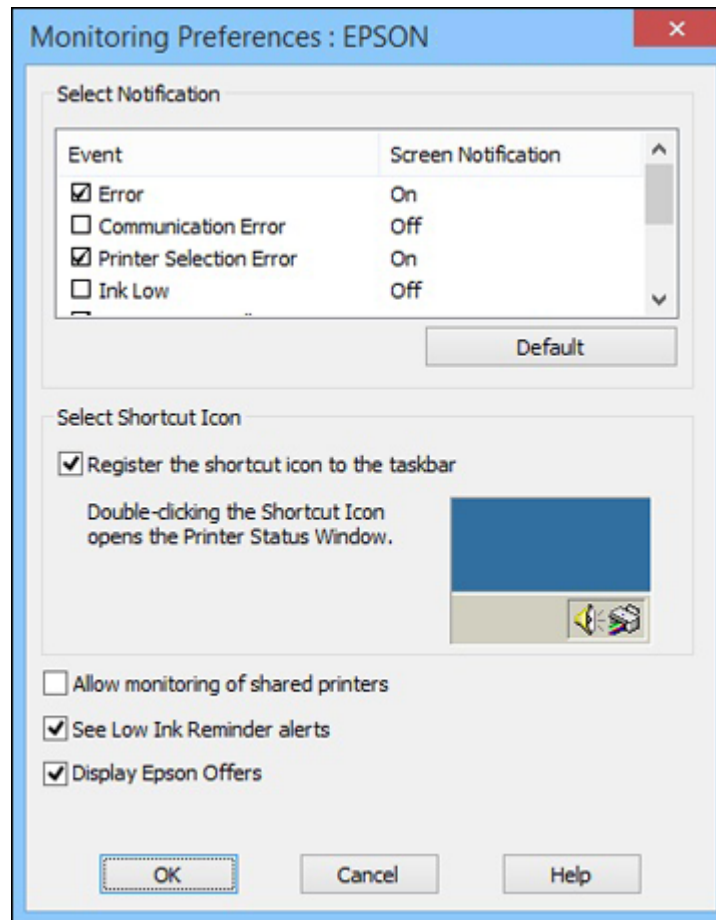 Monitoring Preferences : EPSON
Select Notification
Event Screen Notification
Error On
Communication Error Off
Printer Selection Error On
Ink Low Off
Default
Select Shortcut Icon
Register the shortcut icon to the taskbar
Double-clicking the Shortcut Icon
opens the Printer Status Window.
Allow monitoring of shared printers
See Low Ink Reminder alerts
Display Epson Offers
OK Cancel Help